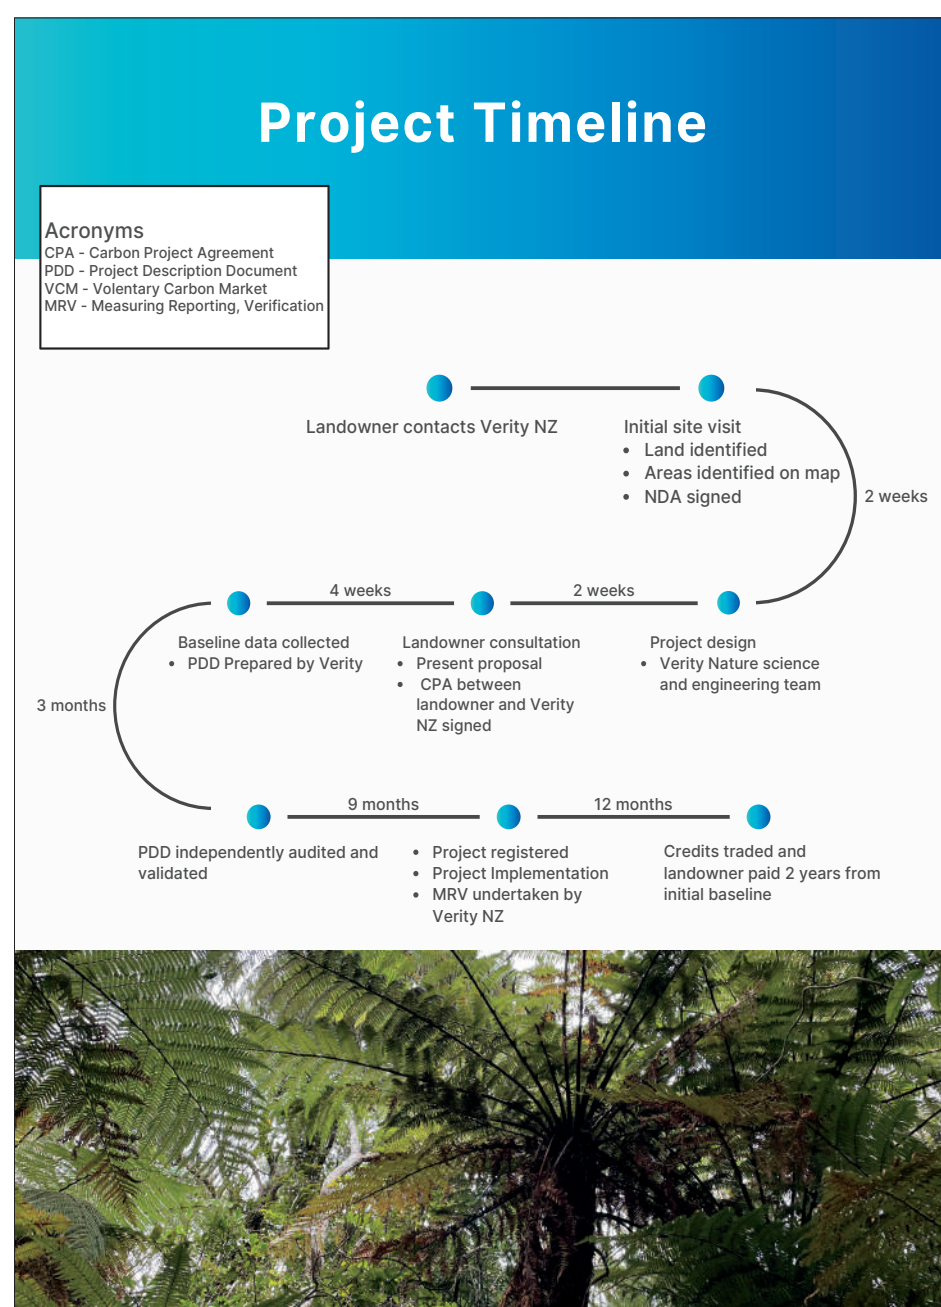 Project Timeline
Acronyms
CPA - Carbon Project Agreement
PDD - Project Description Document
VCM - Volentary Carbon Market
MRV - Measuring Reporting, Verification
Landowner contacts Verity NZ
Initial site visit
• Land identified
• Areas identified on map
• NDA signed
2 weeks
2 weeks
Project design
• Verity Nature science
and engineering team
4 weeks
Landowner consultation
• Present proposal
• CPA between
landowner and Verity
NZ signed
Baseline data collected
• PDD Prepared by Verity
3 months
PDD independently audited and
validated
9 months
• Project registered
• Project Implementation
• MRV undertaken by
Verity NZ
12 months
Credits traded and
landowner paid 2 years from
initial baseline